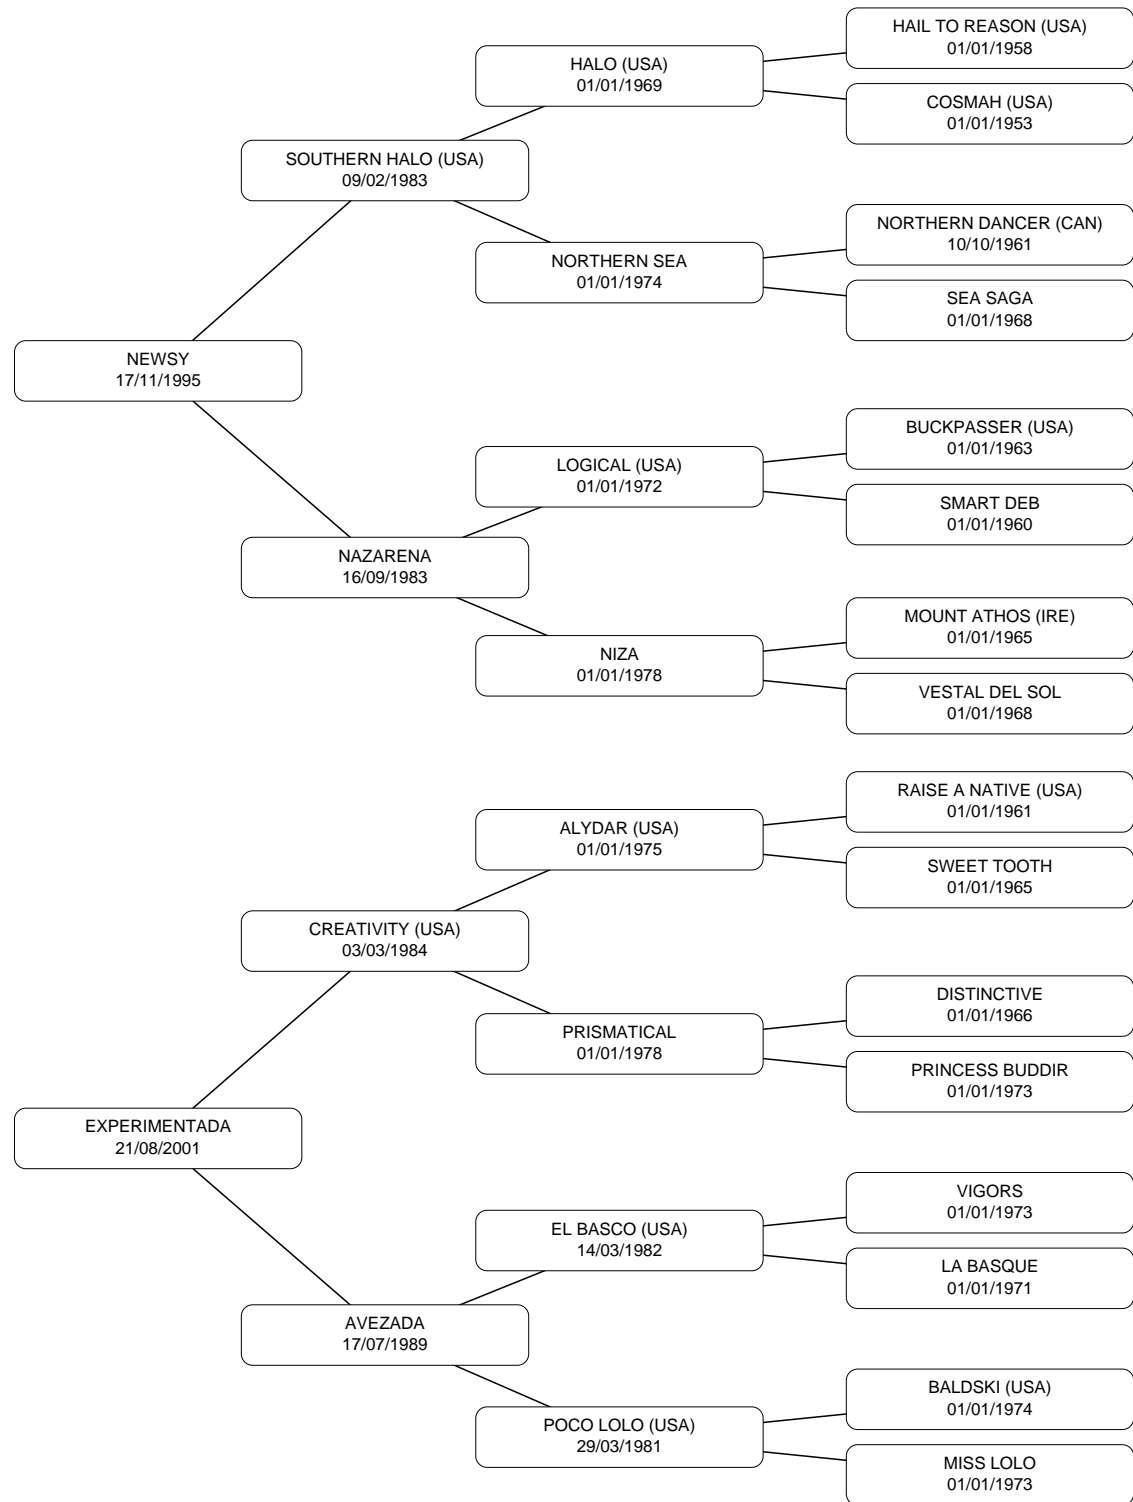 HAIL TO REASON (USA)
01/01/1958
HALO (USA)
01/01/1969
COSMAH (USA)
01/01/1953
SOUTHERN HALO (USA)
09/02/1983
NORTHERN DANCER (CAN)
10/10/1961
NORTHERN SEA
01/01/1974
SEA SAGA
01/01/1968
NEWSY
17/11/1995
BUCKPASSER (USA)
01/01/1963
LOGICAL (USA)
01/01/1972
SMART DEB
01/01/1960
NAZARENA
16/09/1983
MOUNT ATHOS (IRE)
01/01/1965
NIZA
01/01/1978
VESTAL DEL SOL
01/01/1968
RAISE A NATIVE (USA)
01/01/1961
ALYDAR (USA)
01/01/1975
SWEET TOOTH
01/01/1965
CREATIVITY (USA)
03/03/1984
DISTINCTIVE
01/01/1966
PRISMATICAL
01/01/1978
PRINCESS BUDDIR
01/01/1973
EXPERIMENTADA
21/08/2001
VIGORS
01/01/1973
EL BASCO (USA)
14/03/1982
LA BASQUE
01/01/1971
AVEZADA
17/07/1989
BALDSKI (USA)
01/01/1974
POCO LOLO (USA)
29/03/1981
MISS LOLO
01/01/1973